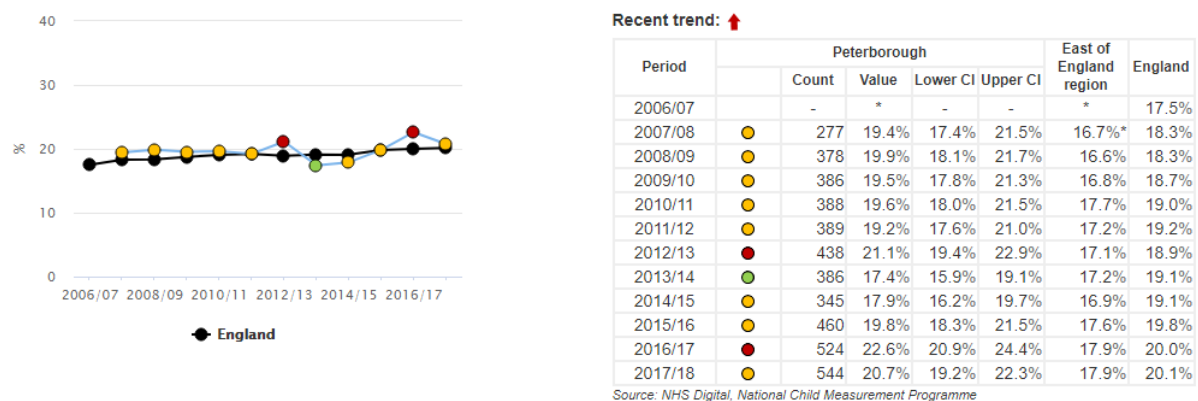 40
30
20
10
0
%
2006/07 2008/09 2010/11 2012/13 2014/15 2016/17
England
Recent trend:
Period Peterborough East of England region England
Count Value Lower CI Upper CI
2006/07 - * - - * 17.5%
2007/08 277 19.4% 17.4% 21.5% 16.7%* 18.3%
2008/09 378 19.9% 18.1% 21.7% 16.6% 18.3%
2009/10 386 19.5% 17.8% 21.3% 16.8% 18.7%
2010/11 388 19.6% 18.0% 21.5% 17.7% 19.0%
2011/12 389 19.2% 17.6% 21.0% 17.2% 19.2%
2012/13 438 21.1% 19.4% 22.9% 17.1% 18.9%
2013/14 386 17.4% 15.9% 19.1% 17.2% 19.1%
2014/15 345 17.9% 16.2% 19.7% 16.9% 19.1%
2015/16 460 19.8% 18.3% 21.5% 17.6% 19.8%
2016/17 524 22.6% 20.9% 24.4% 17.9% 20.0%
2017/18 544 20.7% 19.2% 22.3% 17.9% 20.1%
Source: NHS Digital, National Child Measurement Programme